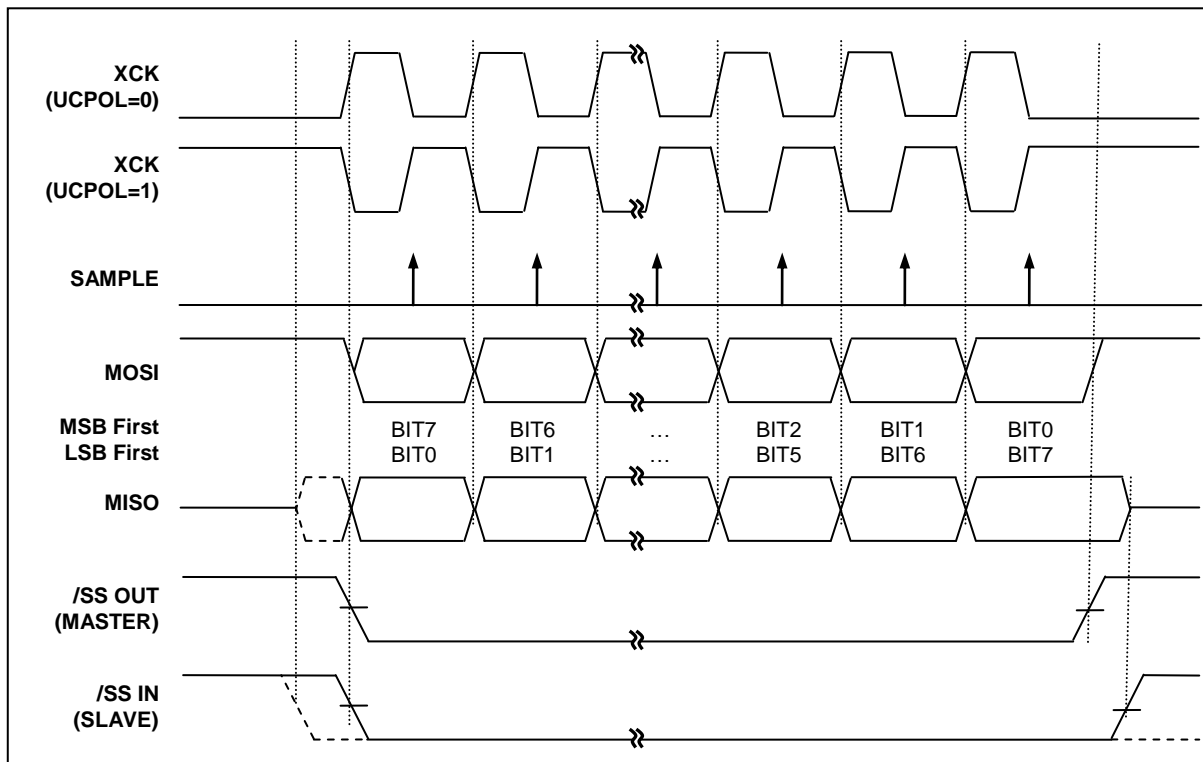 XCK
(UCPOL=0)
XCK
(UCPOL=1)
SAMPLE
MOSI
MSB First BIT7 BIT6 … BIT2 BIT1 BIT0
LSB First BIT0 BIT1 BIT5 BIT6 BIT7
MISO
/SS OUT
(MASTER)
/SS IN
(SLAVE)